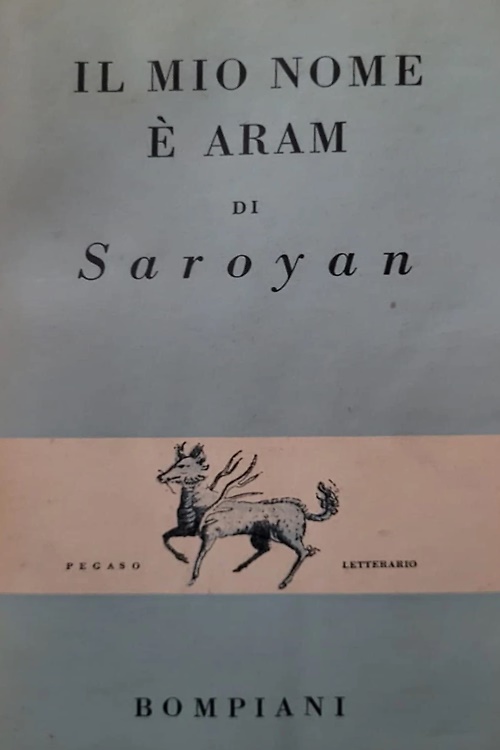 IL MIO NOME
È ARAM
DI
Saroyan
PEGASO LETTERARIO
BOMPIANI